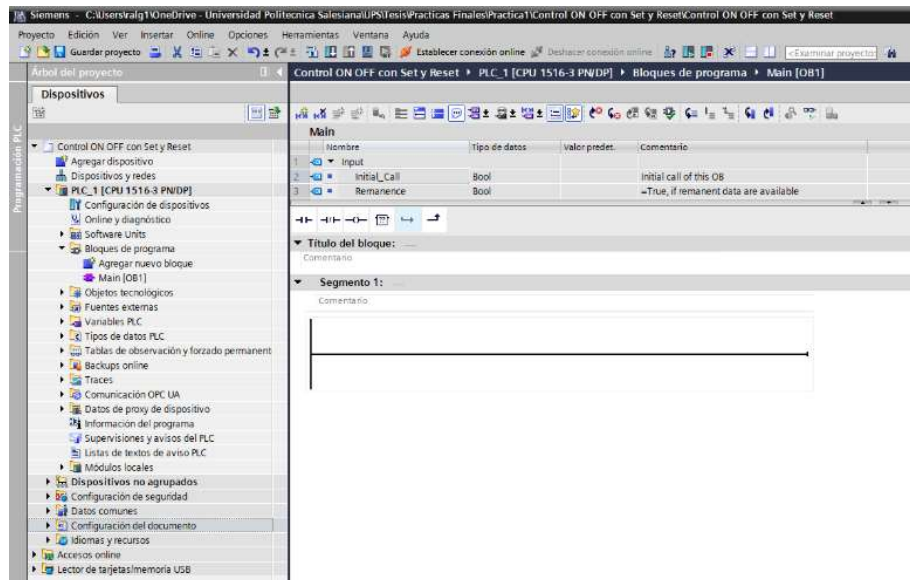 Siemens - C:\Users\ralg1\OneDrive - Universidad Politecnica Salesiana\UPS\Tesis\Practicas Finales\Practica1\Control ON OFF con Set y Reset\Control ON OFF con Set y Reset
Proyecto Edición Ver Insertar Online Opciones Herramientas Ventana Ayuda
Guardar proyecto Establecer conexión online Deshacer conexión online <Examinar proyecto>
Árbol del proyecto
Control ON OFF con Set y Reset PLC_1 [CPU 1516-3 PN/DP] Bloques de programa Main [OB1]
Dispositivos
Programación PLC
Main
Nombre Tipo de datos Valor predet. Comentario
1 Input
2 Initial_Call Bool Initial call of this OB
3 Remanence Bool =True, if remanent data are available
Control ON OFF con Set y Reset
Agregar dispositivo
Dispositivos y redes
PLC_1 [CPU 1516-3 PN/DP]
Configuración de dispositivos
Online y diagnóstico
Software Units
Bloques de programa
Agregar nuevo bloque
Main [OB1]
Objetos tecnológicos
Fuentes externas
Variables PLC
Tipos de datos PLC
Tablas de observación y forzado permanent
Backups online
Traces
Comunicación OPC UA
Datos de proxy de dispositivo
Información del programa
Supervisiones y avisos del PLC
Listas de textos de aviso PLC
Módulos locales
Dispositivos no agrupados
Configuración de seguridad
Datos comunes
Configuración del documento
Idiomas y recursos
Accesos online
Lector de tarjetas/memoria USB
Título del bloque: ....
Comentario
Segmento 1: ....
Comentario